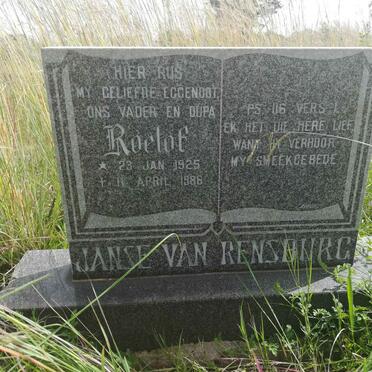 HIER RUS
MY GELIEFDE EGGENOOT
ONS VADER EN OUPA
Roelof
* 23 JAN 1925
† 11 APRIL 1986
PS. 116 VERS 1.
EK HET DIE HERE LIEF
WANT HY VERHOOR
MY SMEEKGEBEDE
JANSE VAN RENSBURG